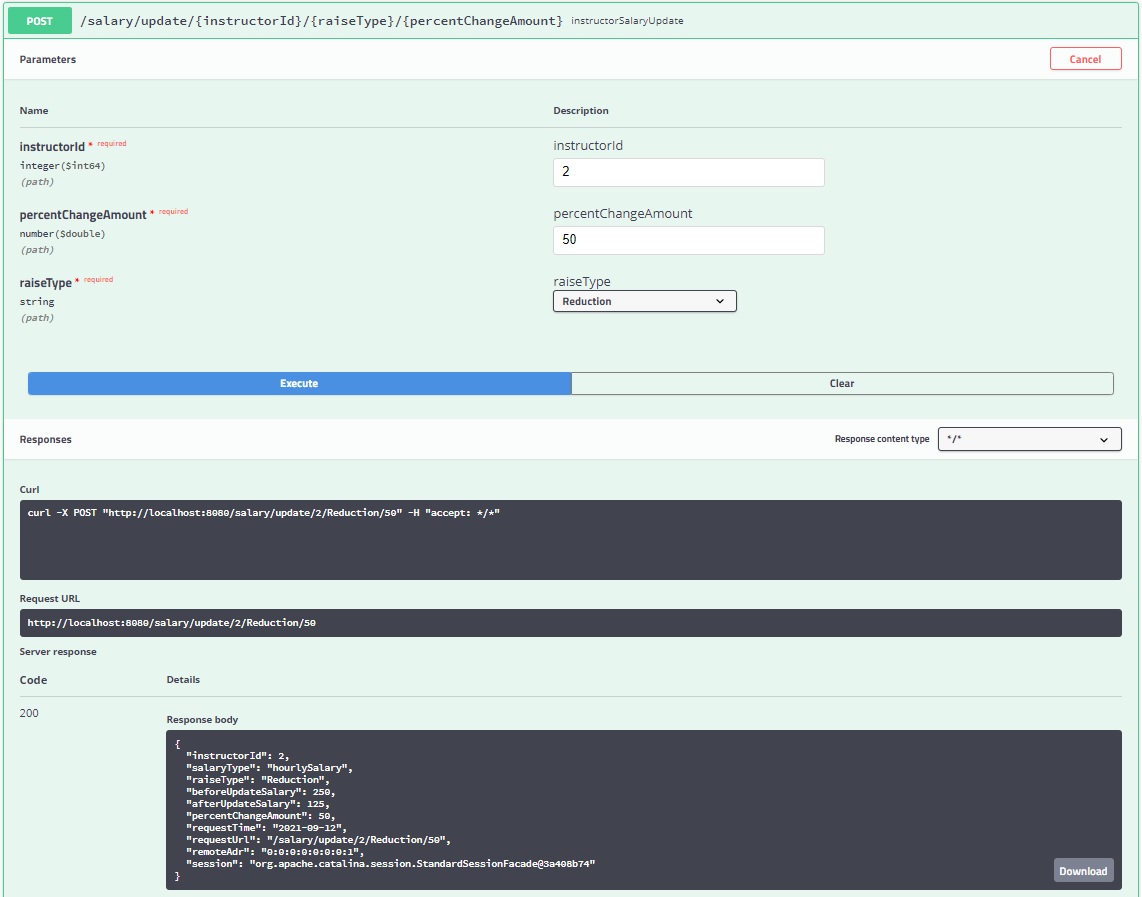 POST /salary/update/{instructorId}/{raiseType}/{percentChangeAmount} instructorSalaryUpdate
Parameters Cancel
Name Description
instructorId * required instructorId
integer($int64) 2
(path)
percentChangeAmount * required percentChangeAmount
number($double) 50
(path)
raiseType * required raiseType
string Reduction
(path)
Execute Clear
Responses Response content type */*
Curl
curl -X POST "http://localhost:8080/salary/update/2/Reduction/50" -H "accept: */*"
Request URL
http://localhost:8080/salary/update/2/Reduction/50
Server response
Code Details
200
Response body
{
"instructorId": 2,
"salaryType": "hourlySalary",
"raiseType": "Reduction",
"beforeUpdateSalary": 250,
"afterUpdateSalary": 125,
"percentChangeAmount": 50,
"requestTime": "2021-09-12",
"requestUrl": "/salary/update/2/Reduction/50",
"remoteAdr": "0:0:0:0:0:0:0:1",
"session": "org.apache.catalina.session.StandardSessionFacade@3a408b74"
}
Download